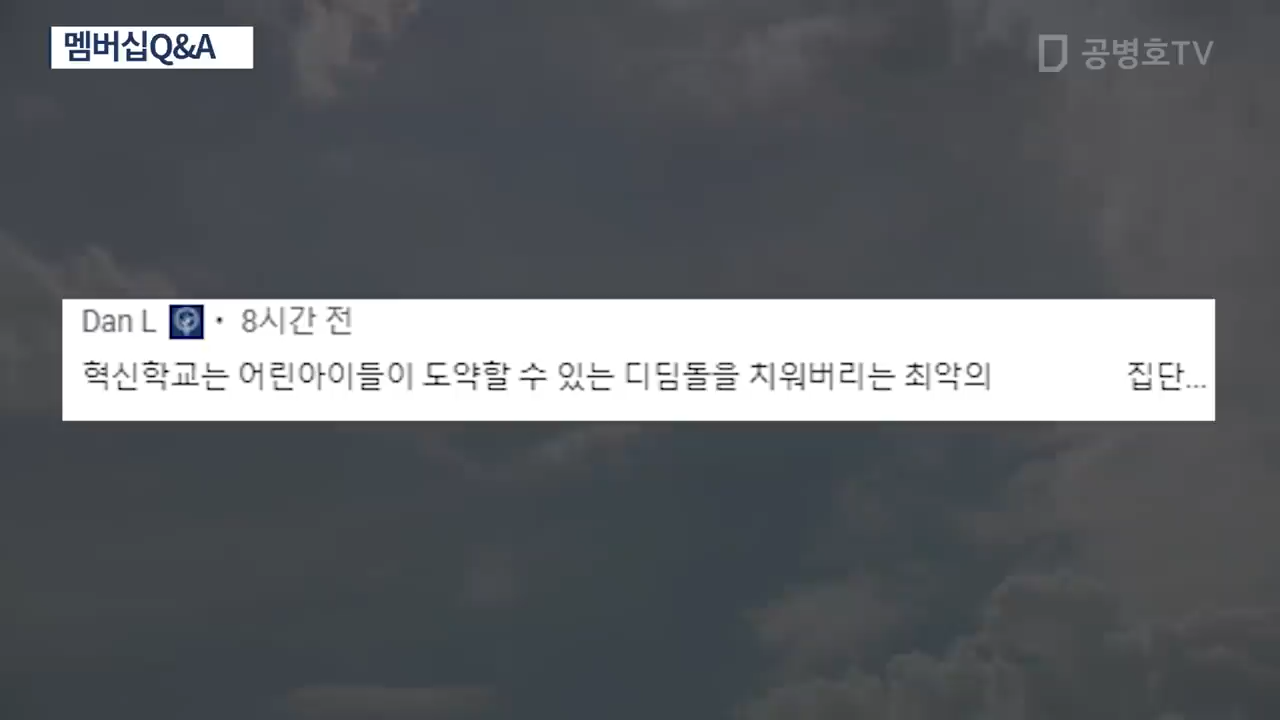 멤버십Q&A
공병호TV
Dan L · 8시간 전
혁신학교는 어린아이들이 도약할 수 있는 디딤돌을 치워버리는 최악의 집단...